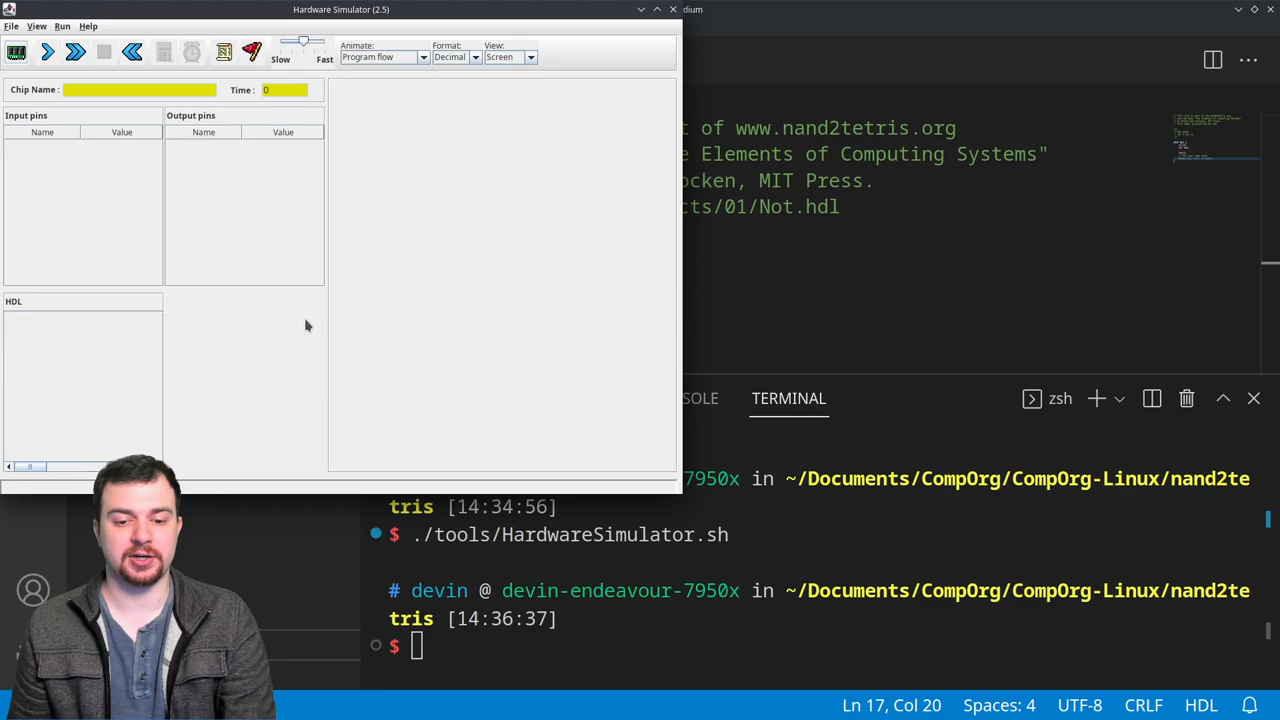 Hardware Simulator (2.5)
dium
File View Run Help
Slow Fast
Animate: Format: View:
Program flow Decimal Screen
Chip Name : Time : 0
Input pins Output pins
Name Value Name Value
t of www.nand2tetris.org
e Elements of Computing Systems"
ocken, MIT Press.
cts/01/Not.hdl
HDL
SOLE TERMINAL zsh
-7950x in ~/Documents/CompOrg/CompOrg-Linux/nand2te
tris [14:34:56]
$ ./tools/HardwareSimulator.sh
# devin @ devin-endeavour-7950x in ~/Documents/CompOrg/CompOrg-Linux/nand2te
tris [14:36:37]
$
Ln 17, Col 20 Spaces: 4 UTF-8 CRLF HDL